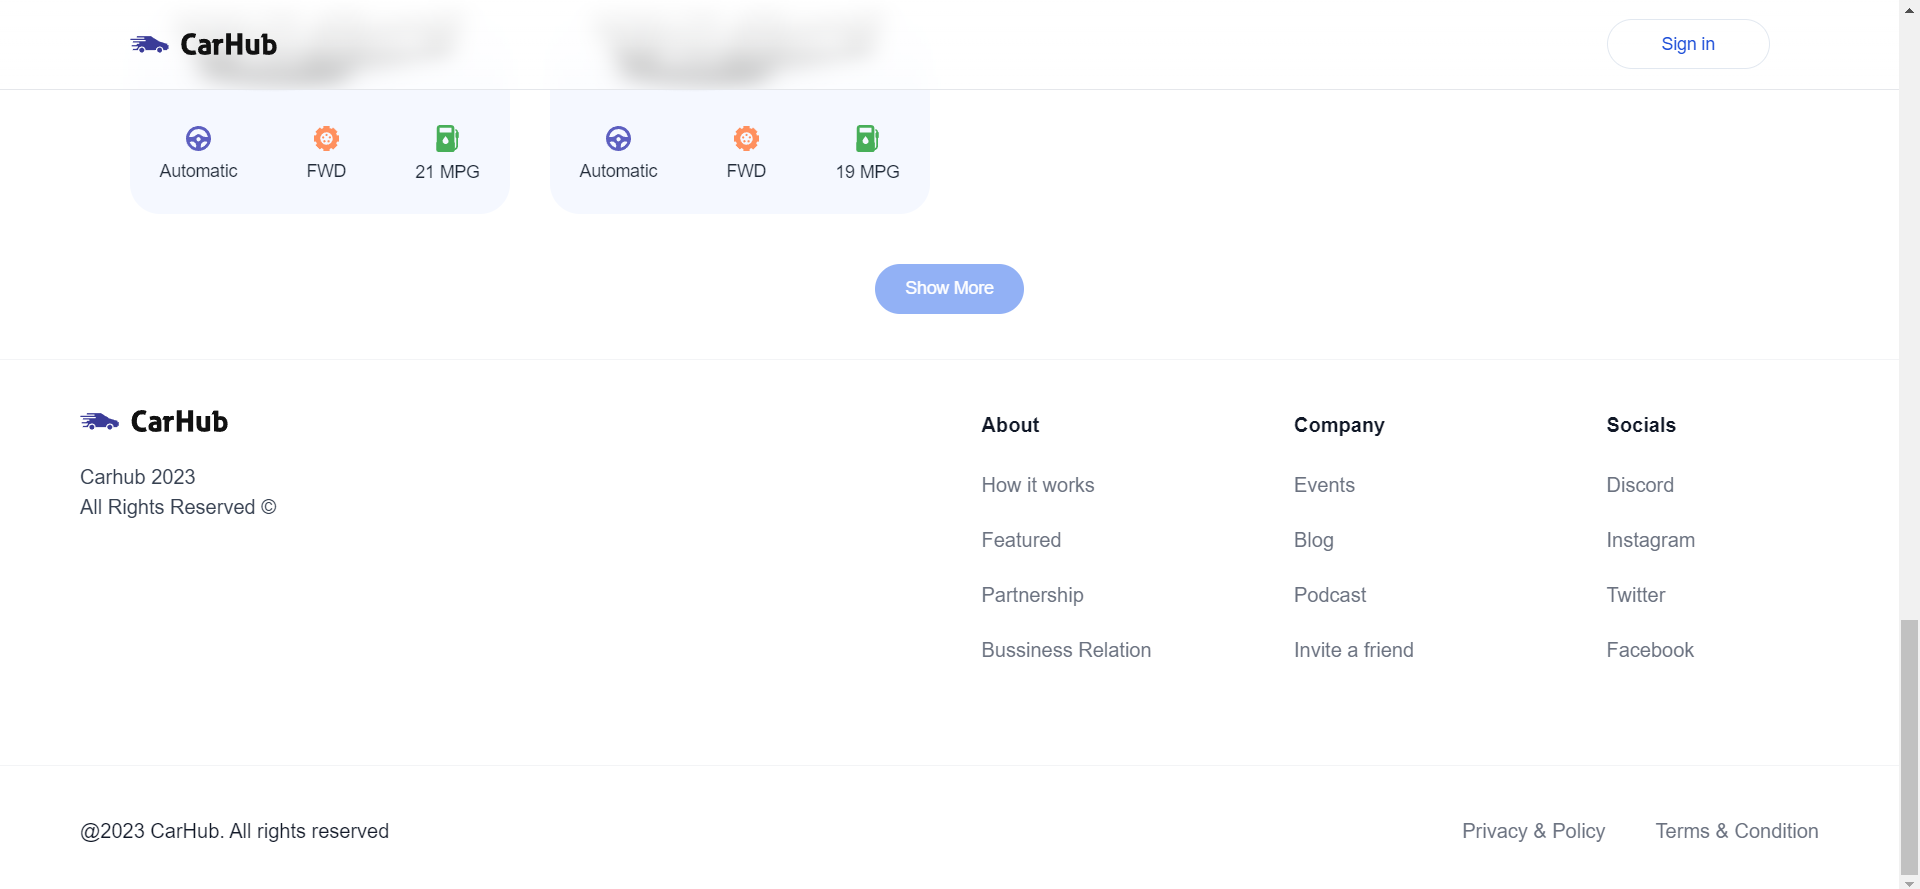 CarHub
Sign in
Automatic FWD 21 MPG
Automatic FWD 19 MPG
Show More
CarHub
Carhub 2023
All Rights Reserved ©
About
How it works
Featured
Partnership
Bussiness Relation
Company
Events
Blog
Podcast
Invite a friend
Socials
Discord
Instagram
Twitter
Facebook
@2023 CarHub. All rights reserved
Privacy & Policy
Terms & Condition